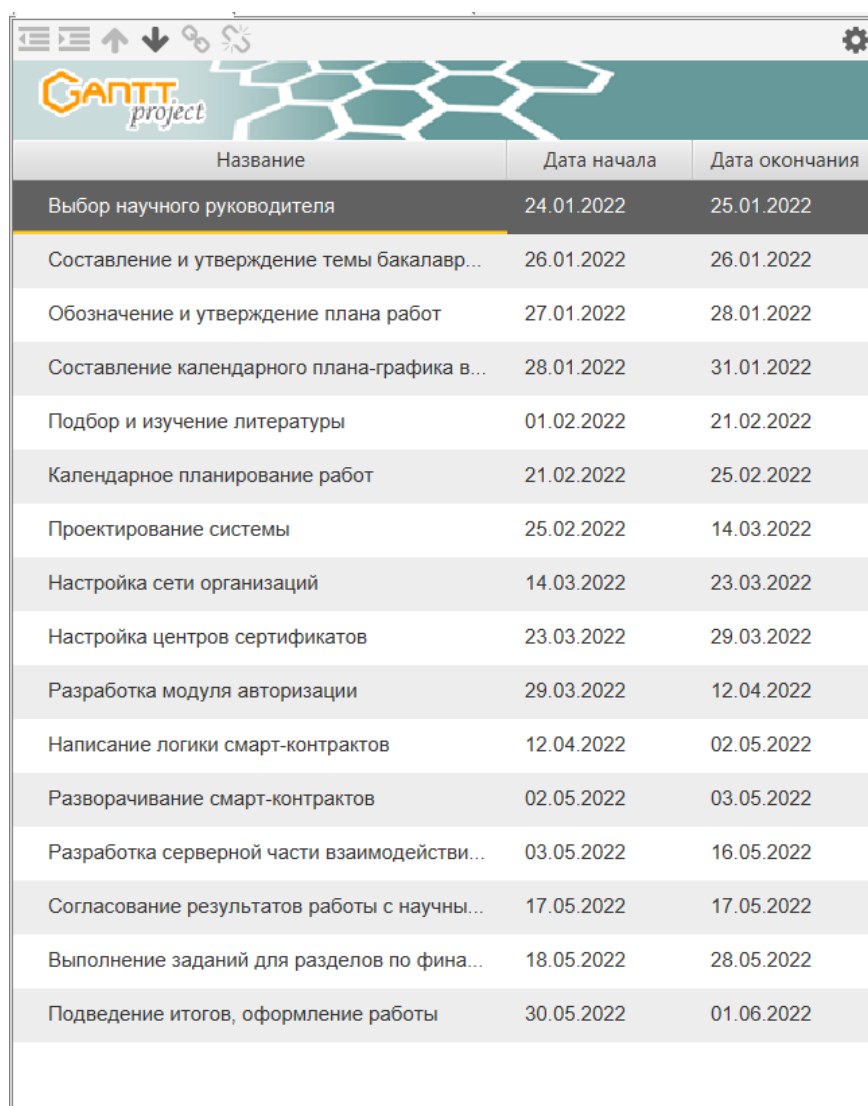 GANTT
project
Название Дата начала Дата окончания
Выбор научного руководителя 24.01.2022 25.01.2022
Составление и утверждение темы бакалавр... 26.01.2022 26.01.2022
Обозначение и утверждение плана работ 27.01.2022 28.01.2022
Составление календарного плана-графика в... 28.01.2022 31.01.2022
Подбор и изучение литературы 01.02.2022 21.02.2022
Календарное планирование работ 21.02.2022 25.02.2022
Проектирование системы 25.02.2022 14.03.2022
Настройка сети организаций 14.03.2022 23.03.2022
Настройка центров сертификатов 23.03.2022 29.03.2022
Разработка модуля авторизации 29.03.2022 12.04.2022
Написание логики смарт-контрактов 12.04.2022 02.05.2022
Разворачивание смарт-контрактов 02.05.2022 03.05.2022
Разработка серверной части взаимодействи... 03.05.2022 16.05.2022
Согласование результатов работы с научны... 17.05.2022 17.05.2022
Выполнение заданий для разделов по фина... 18.05.2022 28.05.2022
Подведение итогов, оформление работы 30.05.2022 01.06.2022